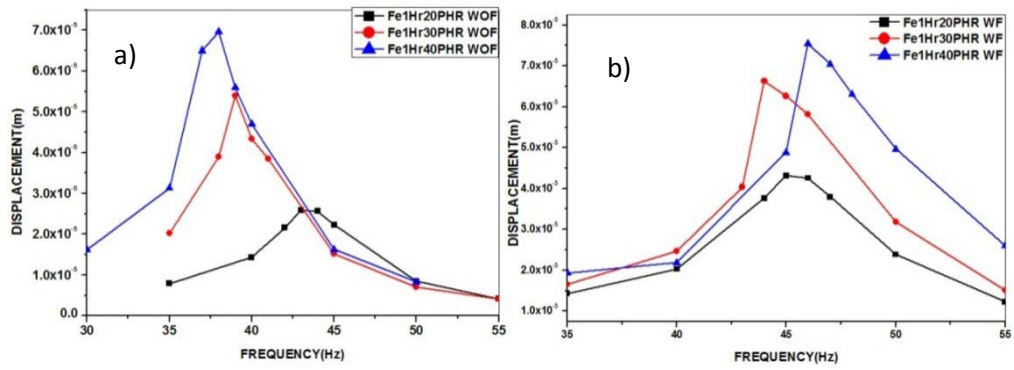 a)
7.0x10⁻⁵
6.0x10⁻⁵
5.0x10⁻⁵
4.0x10⁻⁵
3.0x10⁻⁵
2.0x10⁻⁵
1.0x10⁻⁵
0.0
DISPLACEMENT(m)
Fe1Hr20PHR WOF
Fe1Hr30PHR WOF
Fe1Hr40PHR WOF
30 35 40 45 50 55
FREQUENCY(Hz)
b)
8.0x10⁻⁵
7.0x10⁻⁵
6.0x10⁻⁵
5.0x10⁻⁵
4.0x10⁻⁵
3.0x10⁻⁵
2.0x10⁻⁵
1.0x10⁻⁵
DISPLACEMENT(m)
Fe1Hr20PHR WF
Fe1Hr30PHR WF
Fe1Hr40PHR WF
35 40 45 50 55
FREQUENCY(Hz)